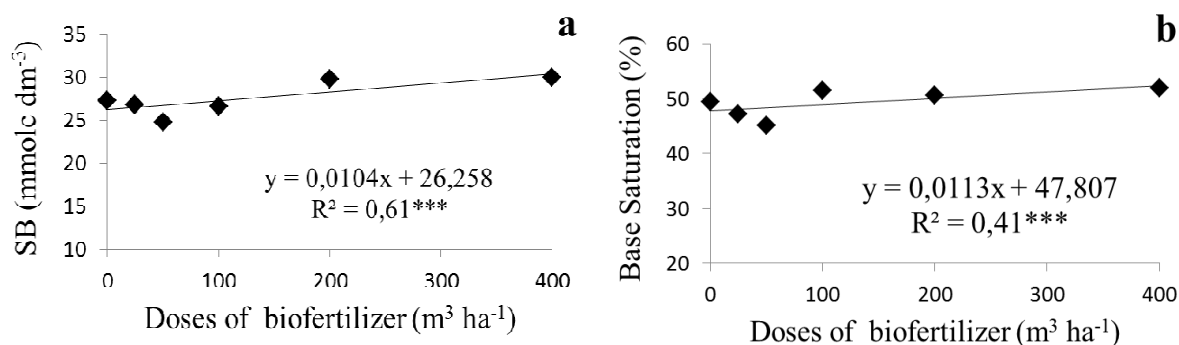 a
SB (mmolc dm⁻³)
35
30
25
20
15
10
y = 0,0104x + 26,258
R² = 0,61***
0 100 200 300 400
Doses of biofertilizer (m³ ha⁻¹)
b
Base Saturation (%)
60
50
40
30
20
y = 0,0113x + 47,807
R² = 0,41***
0 100 200 300 400
Doses of biofertilizer (m³ ha⁻¹)